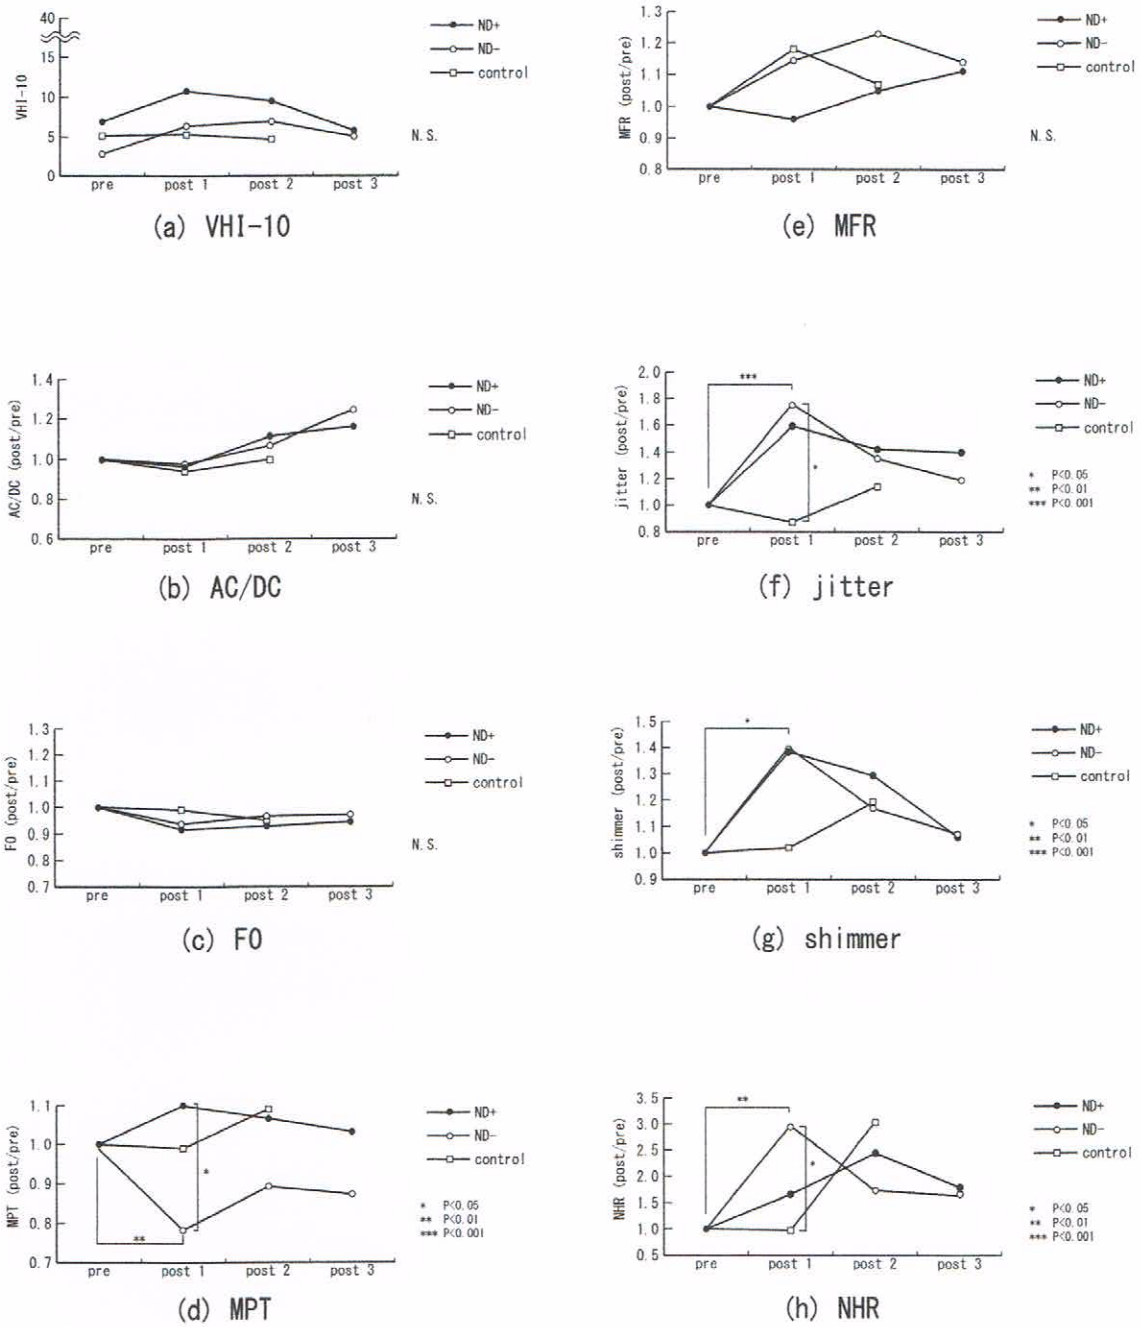 40
15
10
5
0
VHI-10
pre post 1 post 2 post 3
ND+
ND-
control
N.S.
(a) VHI-10
1.3
1.2
1.1
1.0
0.9
0.8
MFR (post/pre)
pre post 1 post 2 post 3
ND+
ND-
control
N.S.
(e) MFR
1.4
1.2
1.0
0.8
0.6
AC/DC (post/pre)
pre post 1 post 2 post 3
ND+
ND-
control
N.S.
(b) AC/DC
2.0
1.8
1.6
1.4
1.2
1.0
0.8
jitter (post/pre)
***
*
pre post 1 post 2 post 3
ND+
ND-
control
* P<0.05
** P<0.01
*** P<0.001
(f) jitter
1.3
1.2
1.1
1.0
0.9
0.8
0.7
F0 (post/pre)
pre post 1 post 2 post 3
ND+
ND-
control
N.S.
(c) F0
1.5
1.4
1.3
1.2
1.1
1.0
0.9
shimmer (post/pre)
*
pre post 1 post 2 post 3
ND+
ND-
control
* P<0.05
** P<0.01
*** P<0.001
(g) shimmer
1.1
1.0
0.9
0.8
0.7
MPT (post/pre)
*
**
pre post 1 post 2 post 3
ND+
ND-
control
* P<0.05
** P<0.01
*** P<0.001
(d) MPT
3.5
3.0
2.5
2.0
1.5
1.0
0.5
NHR (post/pre)
**
*
pre post 1 post 2 post 3
ND+
ND-
control
* P<0.05
** P<0.01
*** P<0.001
(h) NHR